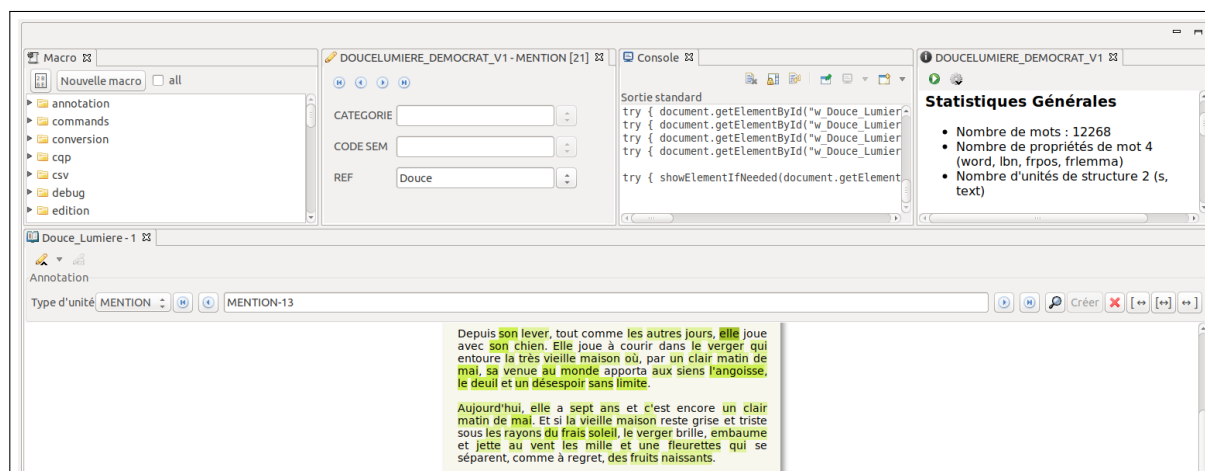 Macro
Nouvelle macro
all
annotation
commands
conversion
cqp
csv
debug
edition
DOUCELUMIERE_DEMOCRAT_V1 - MENTION [21]
CATEGORIE
CODE SEM
REF
Douce
Console
Sortie standard
try { document.getElementById("w_Douce_Lumier
try { document.getElementById("w_Douce_Lumier
try { document.getElementById("w_Douce_Lumier
try { document.getElementById("w_Douce_Lumier
try { showElementIfNeeded(document.getElement
DOUCELUMIERE_DEMOCRAT_V1
Statistiques Générales
• Nombre de mots : 12268
• Nombre de propriétés de mot 4
(word, lbn, frpos, frlemma)
• Nombre d'unités de structure 2 (s,
text)
Douce_Lumiere - 1
Annotation
Type d'unité MENTION MENTION-13 Créer
Depuis son lever, tout comme les autres jours, elle joue
avec son chien. Elle joue à courir dans le verger qui
entoure la très vieille maison où, par un clair matin de
mai, sa venue au monde apporta aux siens l'angoisse,
le deuil et un désespoir sans limite.
Aujourd'hui, elle a sept ans et c'est encore un clair
matin de mai. Et si la vieille maison reste grise et triste
sous les rayons du frais soleil, le verger brille, embaume
et jette au vent les mille et une fleurettes qui se
séparent, comme à regret, des fruits naissants.